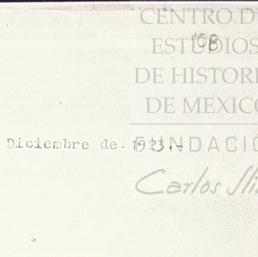 CENTRO D
ESTUDIOS
108
DE HISTORI
DE MEXICO
Diciembre de. 1913.-
FUNDACIÓ
Carlos Sli